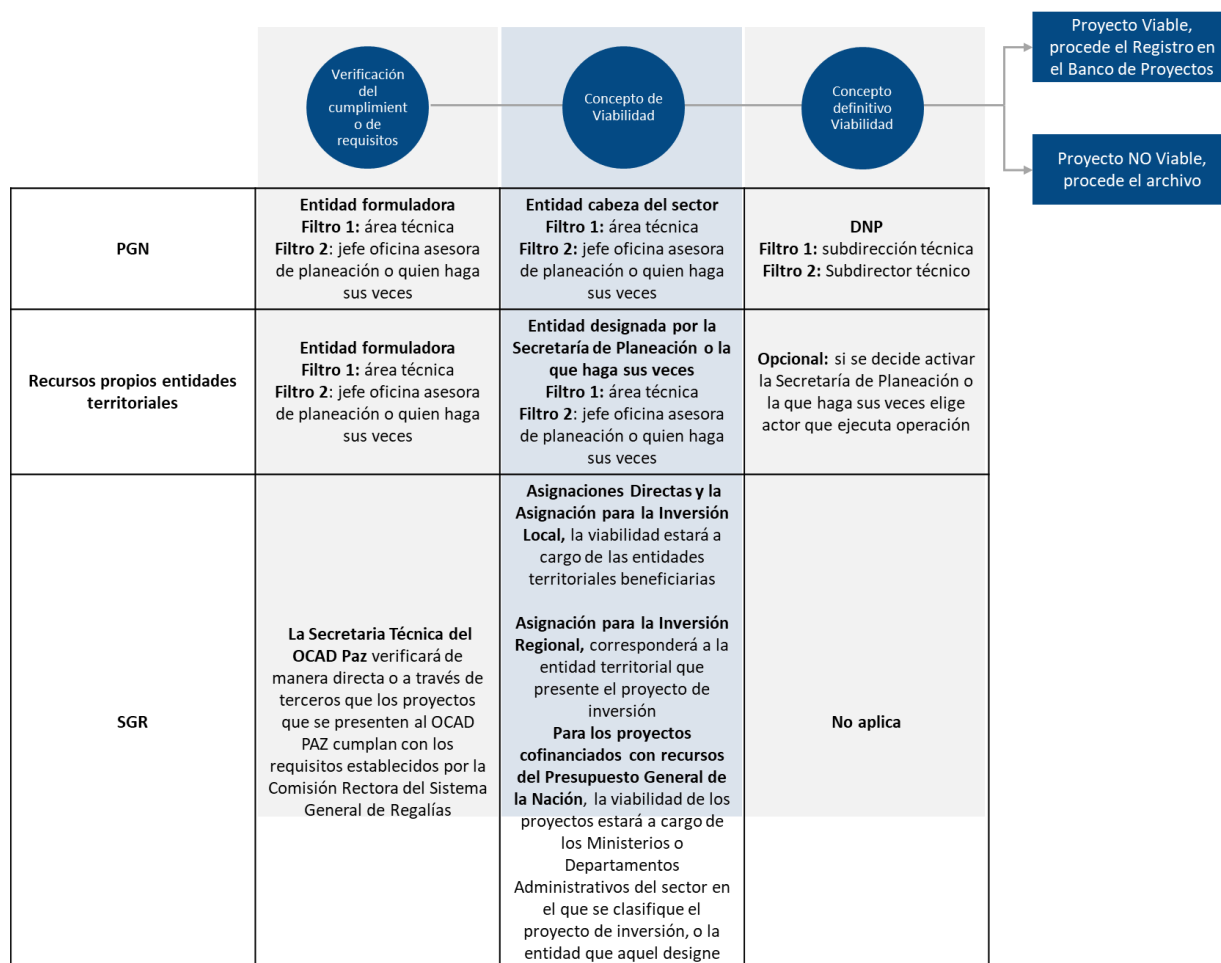 Verificación
del
cumplimient
o de
requisitos
Concepto de
Viabilidad
Concepto
definitivo
Viabilidad
Proyecto Viable,
procede el Registro en
el Banco de Proyectos
Proyecto NO Viable,
procede el archivo
PGN
Entidad formuladora
Filtro 1: área técnica
Filtro 2: jefe oficina asesora
de planeación o quien haga
sus veces
Entidad cabeza del sector
Filtro 1: área técnica
Filtro 2: jefe oficina asesora
de planeación o quien haga
sus veces
DNP
Filtro 1: subdirección técnica
Filtro 2: Subdirector técnico
Recursos propios entidades
territoriales
Entidad formuladora
Filtro 1: área técnica
Filtro 2: jefe oficina asesora
de planeación o quien haga
sus veces
Entidad designada por la
Secretaría de Planeación o la
que haga sus veces
Filtro 1: área técnica
Filtro 2: jefe oficina asesora
de planeación o quien haga
sus veces
Opcional: si se decide activar
la Secretaría de Planeación o
la que haga sus veces elige
actor que ejecuta operación
SGR
La Secretaria Técnica del
OCAD Paz verificará de
manera directa o a través de
terceros que los proyectos
que se presenten al OCAD
PAZ cumplan con los
requisitos establecidos por la
Comisión Rectora del Sistema
General de Regalías
Asignaciones Directas y la
Asignación para la Inversión
Local, la viabilidad estará a
cargo de las entidades
territoriales beneficiarias
Asignación para la Inversión
Regional, corresponderá a la
entidad territorial que
presente el proyecto de
inversión
Para los proyectos
cofinanciados con recursos
del Presupuesto General de
la Nación, la viabilidad de los
proyectos estará a cargo de
los Ministerios o
Departamentos
Administrativos del sector en
el que se clasifique el
proyecto de inversión, o la
entidad que aquel designe
No aplica